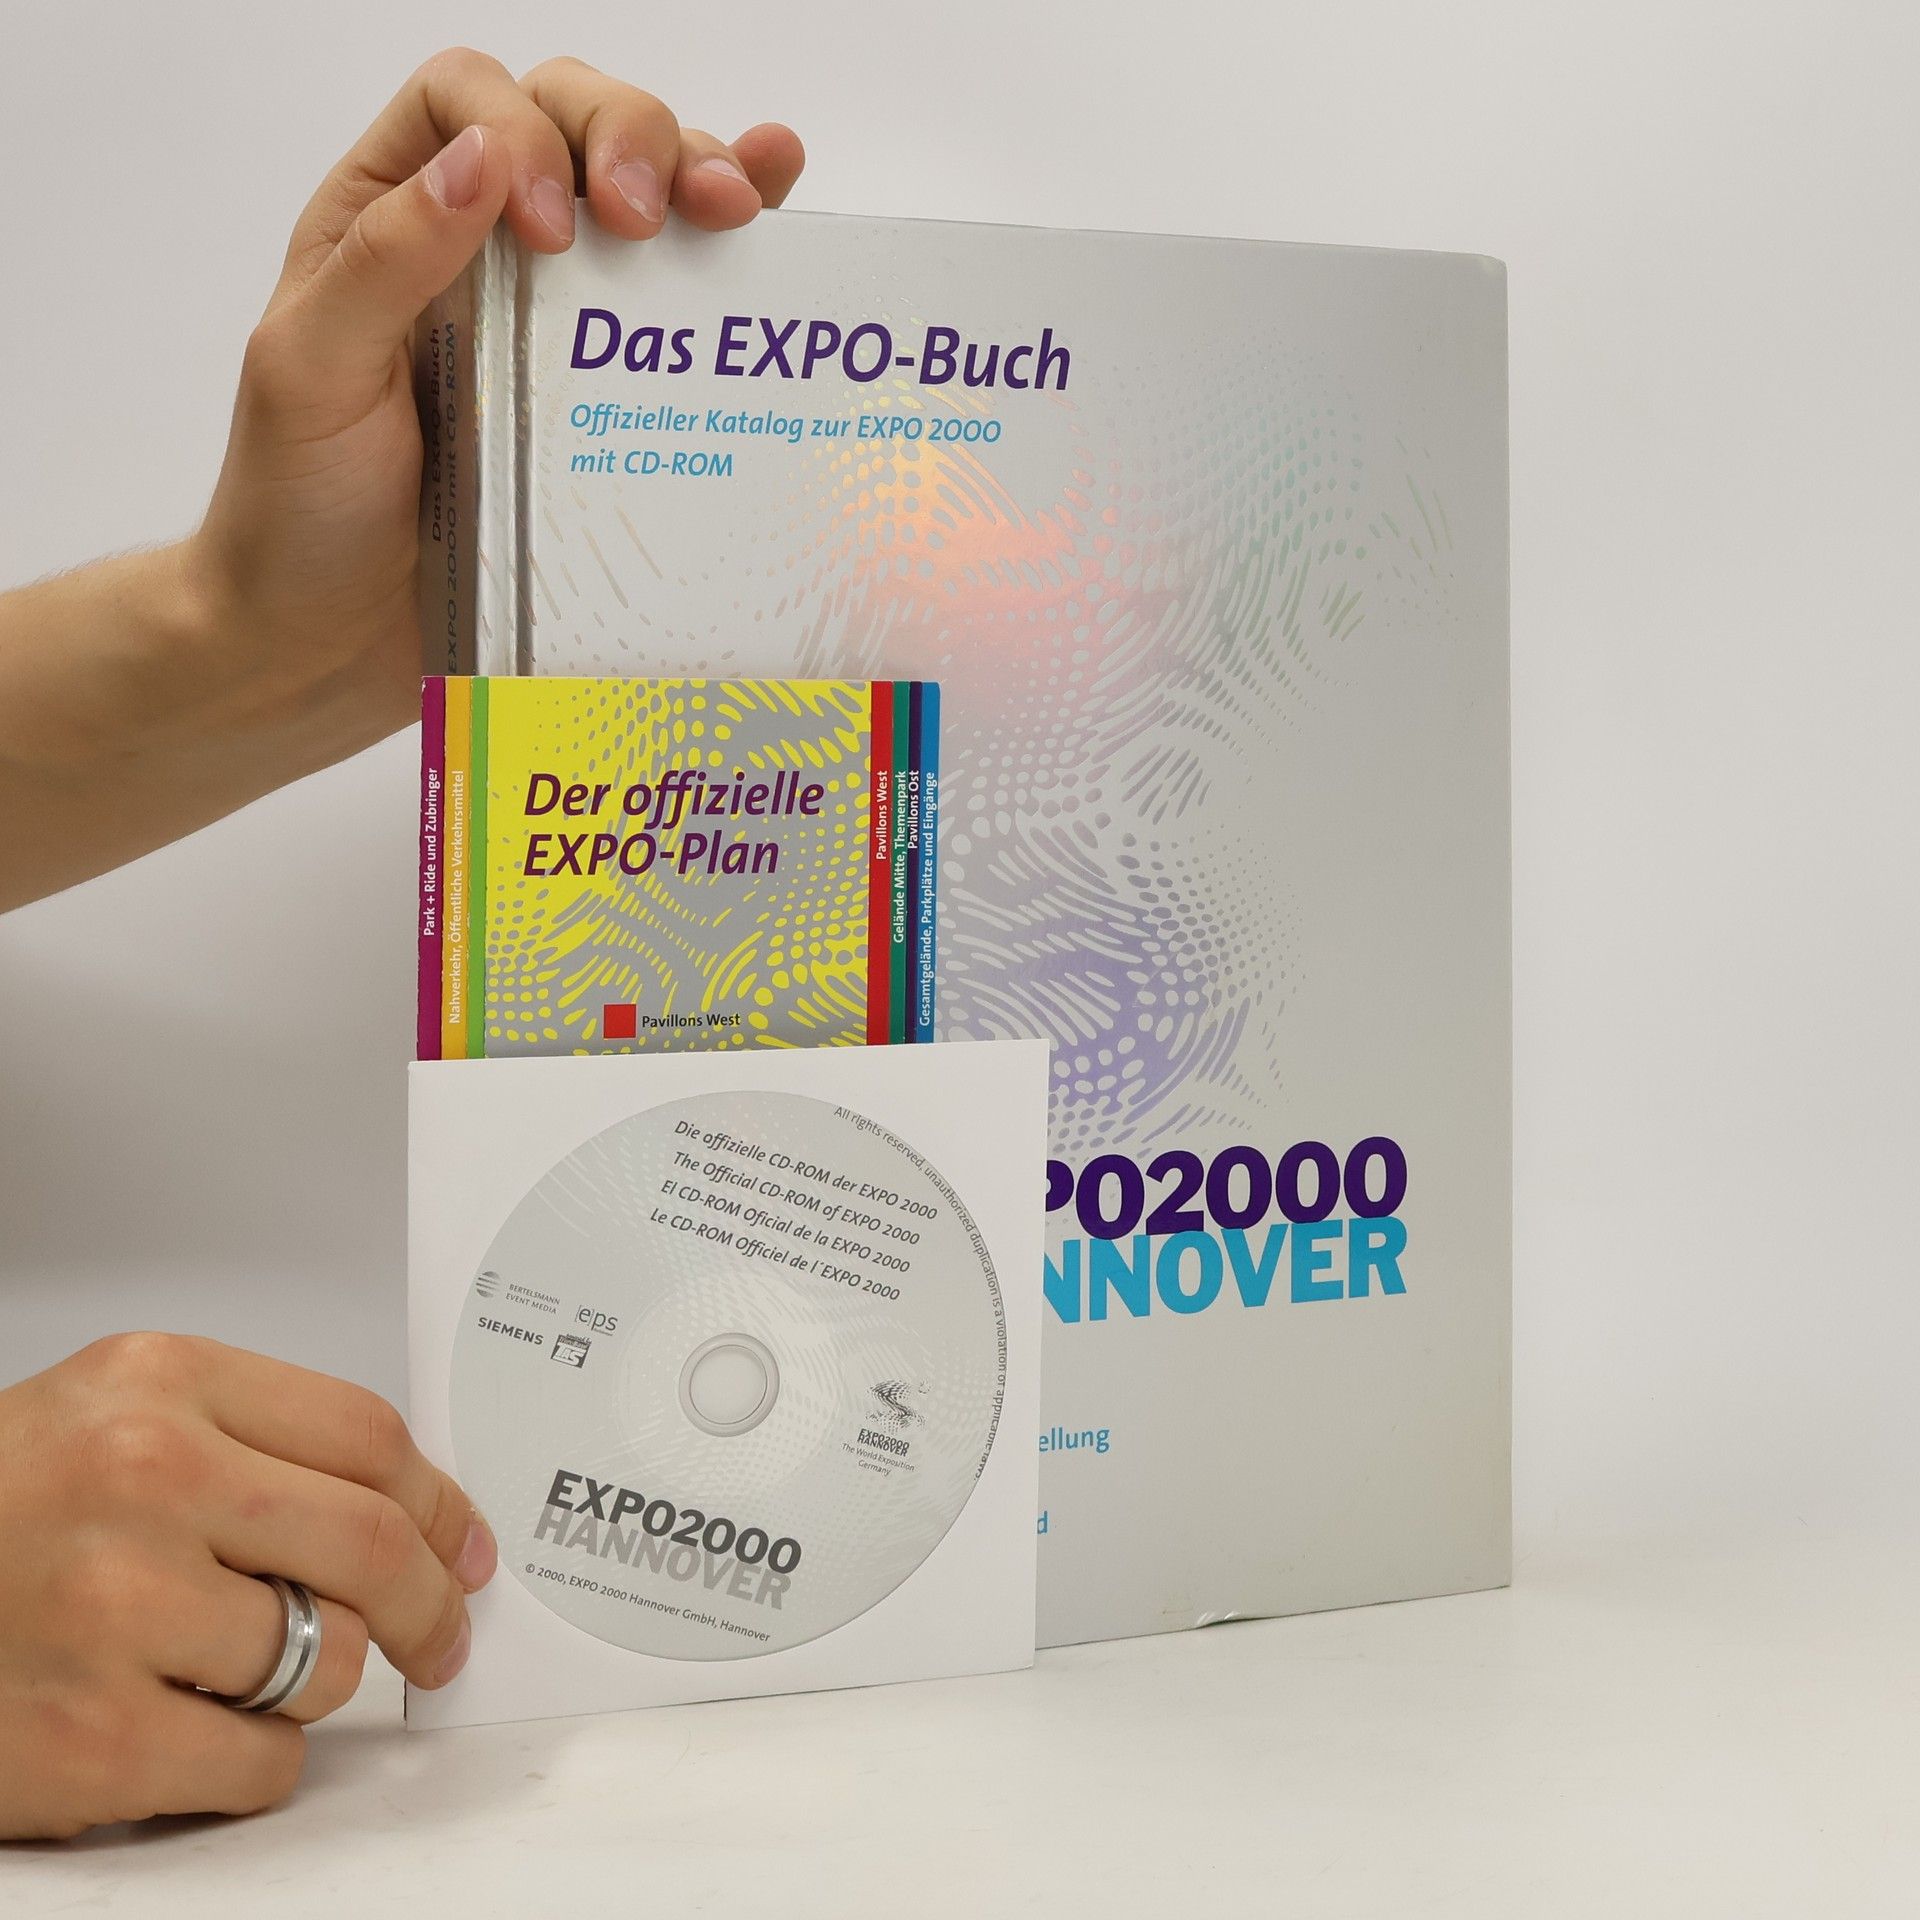 Das EXPO-Buch
Offizieller Katalog zur EXPO 2000
mit CD-ROM
Das EXPO-Buch
EXPO 2000 mit CD-ROM
Der offizielle
EXPO-Plan
Pavillons West
Park + Ride und Zubringer
Nahverkehr, Öffentliche Verkehrsmittel
Pavillons West
Gelände Mitte, Themenpark
Pavillons Ost
Gesamtgelände, Parkplätze und Eingänge
PO2000
NNOVER
ellung
d
Die offizielle CD-ROM der EXPO 2000
The Official CD-ROM of EXPO 2000
El CD-ROM Oficial de la EXPO 2000
Le CD-ROM Officiel de l´EXPO 2000
All rights reserved, unauthorized duplication is a violation of applicable laws.
BERTELSMANN
EVENT MEDIA
eps
SIEMENS
TAS
EXPO2000
HANNOVER
The World Exposition
Germany
EXPO2000
HANNOVER
© 2000, EXPO 2000 Hannover GmbH, Hannover